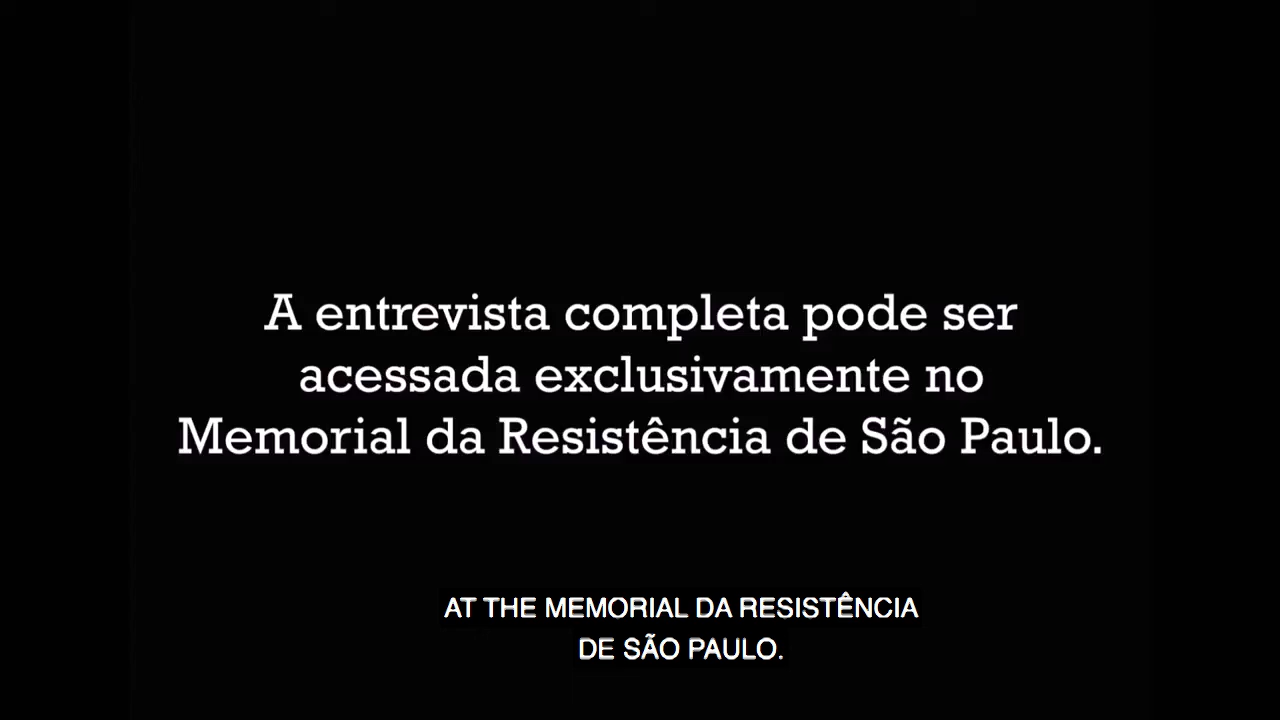 A entrevista completa pode ser
acessada exclusivamente no
Memorial da Resistência de São Paulo.
AT THE MEMORIAL DA RESISTÊNCIA
DE SÃO PAULO.